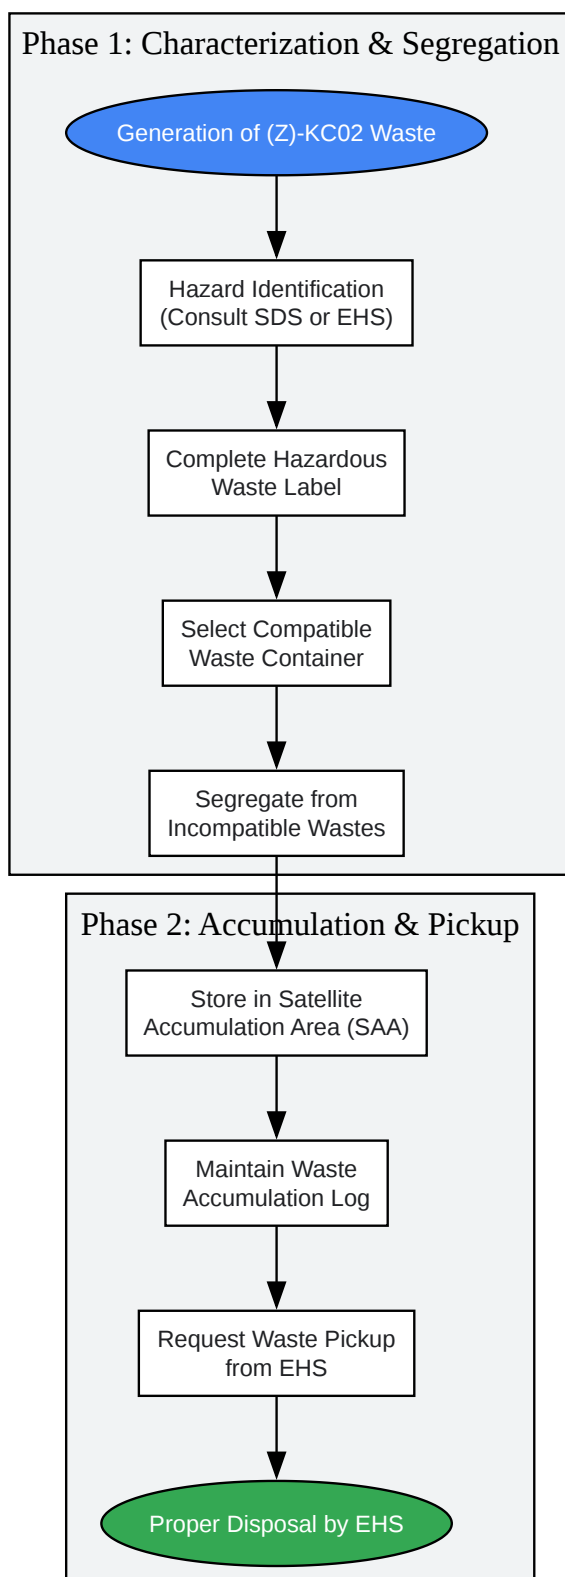 Phase 1: Characterization & Segregation
Generation of (Z)-KC02 Waste
Hazard Identification
(Consult SDS or EHS)
Complete Hazardous
Waste Label
Select Compatible
Waste Container
Segregate from
Incompatible Wastes
Phase 2: Accumulation & Pickup
Store in Satellite
Accumulation Area (SAA)
Maintain Waste
Accumulation Log
Request Waste Pickup
from EHS
Proper Disposal by EHS